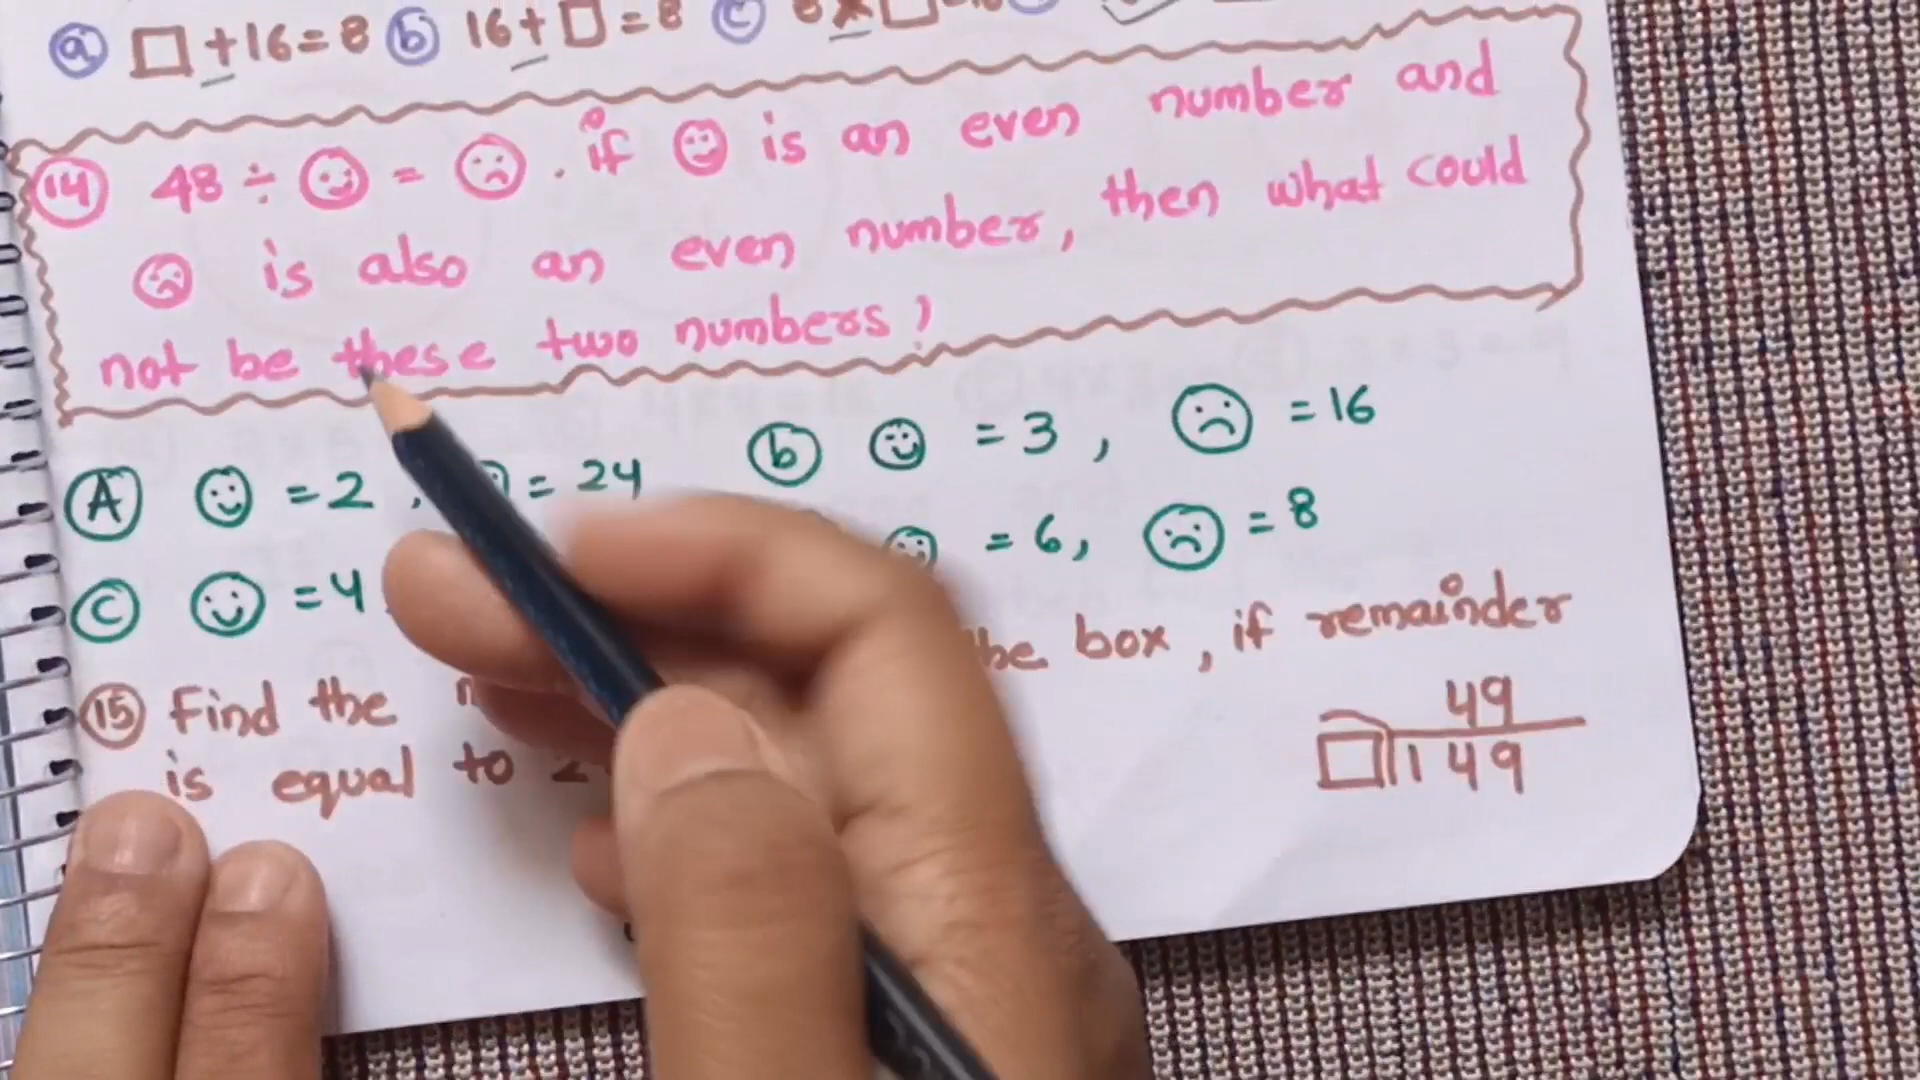 a □ + 16 = 8 b 16 + □ = 8 c
14 48 ÷ 🙂 = ☹ . if 🙂 is an even number and
☹ is also an even number, then what could
not be these two numbers?
A 🙂 = 2 , = 24 b 🙂 = 3 , ☹ = 16
C 🙂 = 4 🙂 = 6, ☹ = 8
15 Find the the box, if remainder
is equal to
49
□ 149